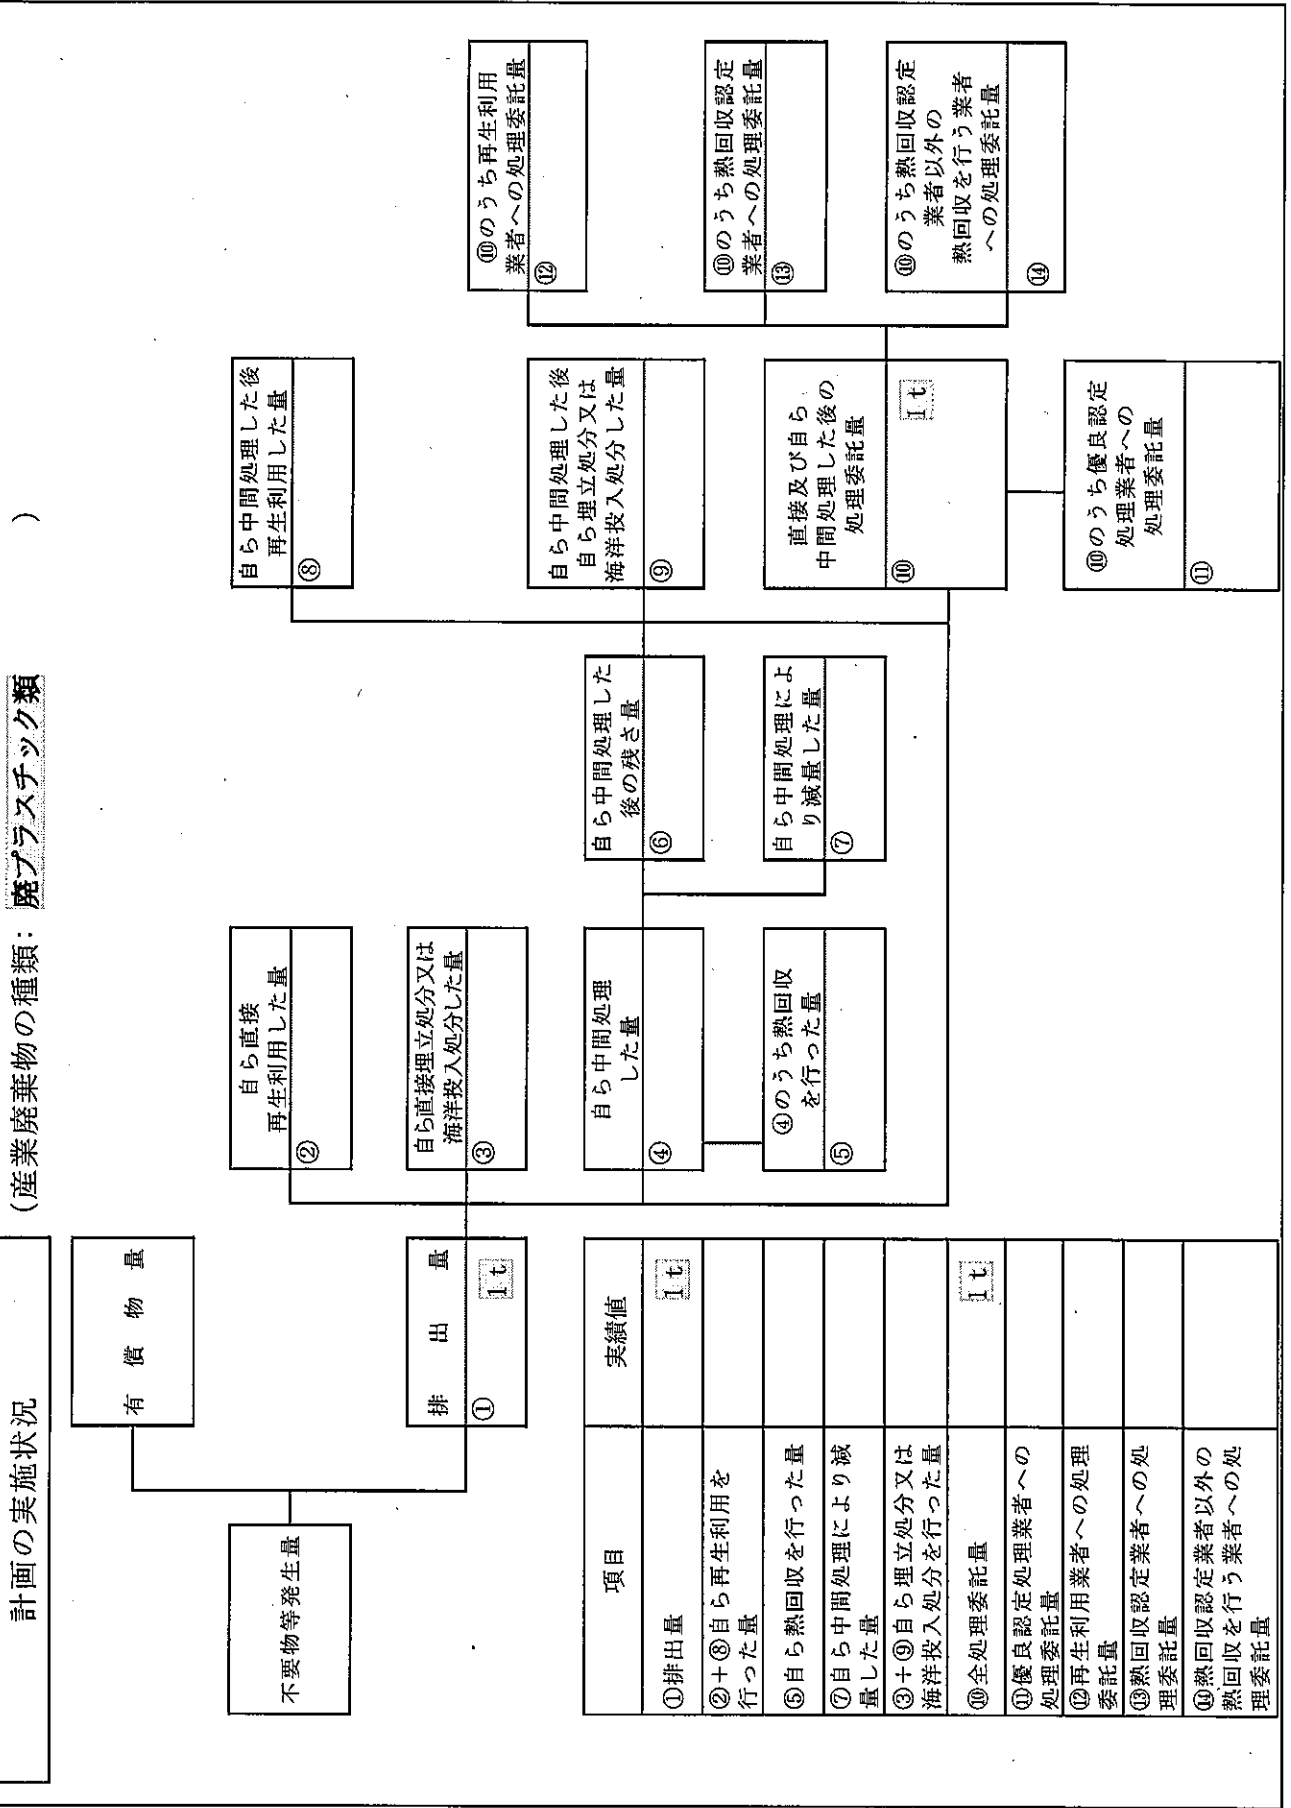 計画の実施状況
(産業廃棄物の種類: 廃プラスチック類 )
不要物等発生量
有償物量
排出量
① 1t
自ら直接
再生利用した量
②
自ら直接埋立処分又は
海洋投入処分した量
③
自ら中間処理
した量
④
④のうち熱回収
を行った量
⑤
自ら中間処理した
後の残さ量
⑥
自ら中間処理によ
り減量した量
⑦
自ら中間処理した後
再生利用した量
⑧
自ら中間処理した後
自ら埋立処分又は
海洋投入処分した量
⑨
直接及び自ら
中間処理した後の
処理委託量
⑩ 1t
⑩のうち優良認定
処理業者への
処理委託量
⑪
⑩のうち再生利用
業者への処理委託量
⑫
⑩のうち熱回収認定
業者への処理委託量
⑬
⑩のうち熱回収認定
業者以外の
熱回収を行う業者
への処理委託量
⑭
項目 実績値
①排出量 1t
②+⑧自ら再生利用を
行った量
⑤自ら熱回収を行った量
⑦自ら中間処理により減
量した量
③+⑨自ら埋立処分又は
海洋投入処分を行った量
⑩全処理委託量 1t
⑪優良認定処理業者への
処理委託量
⑫再生利用業者への処理
委託量
⑬熱回収認定業者への処
理委託量
⑭熱回収認定業者以外の
熱回収を行う業者への処
理委託量